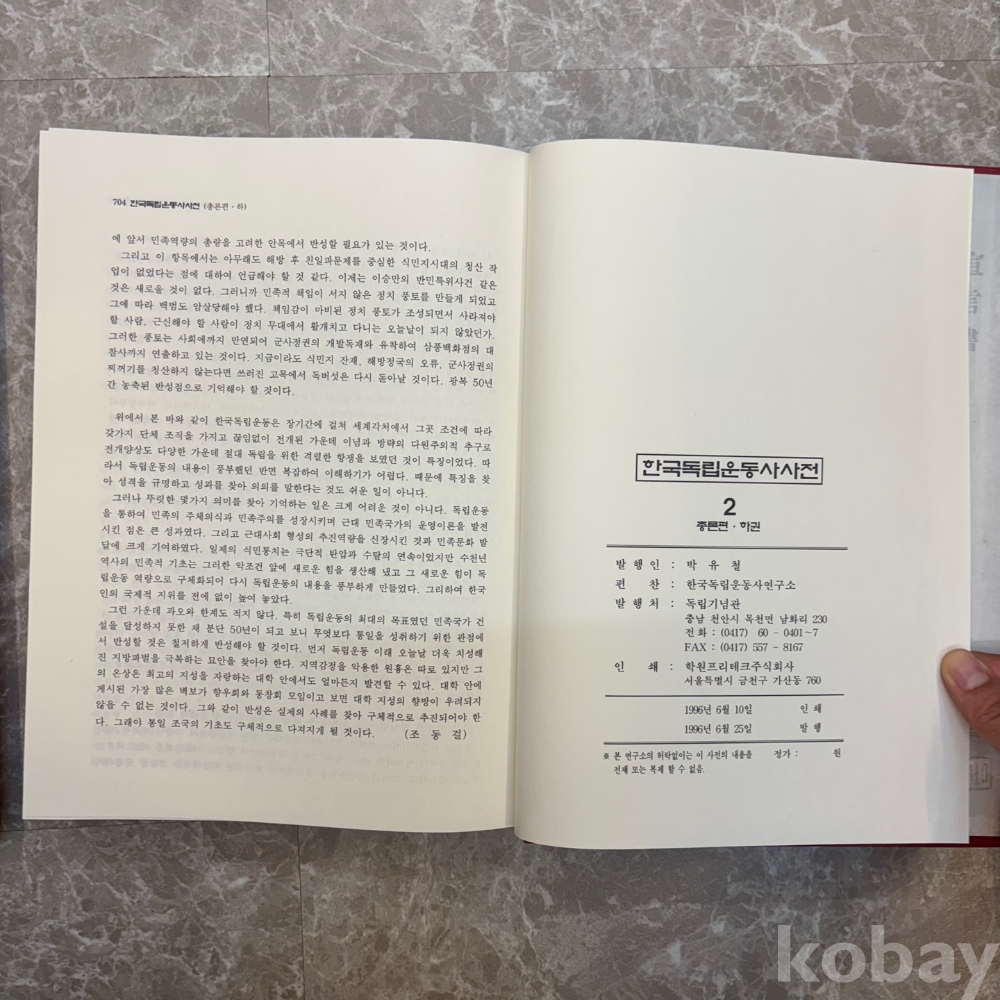 704 한국독립운동사사전 (총론편 · 하)
에 앞서 민족역량의 총량을 고려한 안목에서 반성할 필요가 있는 것이다.
그리고 이 항목에서는 아무래도 해방 후 친일파문제를 중심한 식민지시대의 청산 작
업이 없었다는 점에 대하여 언급해야 할 것 같다. 이제는 이승만의 반민특위사건 같은
것은 새로울 것이 없다. 그러니까 민족적 책임이 서지 않은 정치 풍토를 만들게 되었고
그에 따라 백범도 암살당해야 했다. 책임감이 마비된 정치 풍토가 조성되면서 사라져야
할 사람, 근신해야 할 사람이 정치 무대에서 활개치고 다니는 오늘날이 되지 않았던가.
그러한 풍토는 사회에까지 만연되어 군사정권의 개발독재와 유착하여 삼풍백화점의 대
참사까지 연출하고 있는 것이다. 지금이라도 식민지 잔재, 해방정국의 오류, 군사정권의
찌꺼기를 청산하지 않는다면 쓰러진 고목에서 독버섯은 다시 돋아날 것이다. 광복 50년
간 농축된 반성점으로 기억해야 할 것이다.
위에서 본 바와 같이 한국독립운동은 장기간에 걸쳐 세계각처에서 그곳 조건에 따라
갖가지 단체 조직을 가지고 끊임없이 전개된 가운데 이념과 방략의 다원주의적 추구로
전개양상도 다양한 가운데 절대 독립을 위한 격렬한 항쟁을 보였던 것이 특징이었다. 따
라서 독립운동의 내용이 풍부했던 반면 복잡하여 이해하기가 어렵다. 때문에 특징을 찾
아 성격을 규명하고 성과를 찾아 의의를 말한다는 것도 쉬운 일이 아니다.
그러나 뚜렷한 몇가지 의미를 찾아 기억하는 일은 크게 어려운 것이 아니다. 독립운동
을 통하여 민족의 주체의식과 민족주의를 성장시키며 근대 민족국가의 운영이론을 발전
시킨 점은 큰 성과였다. 그리고 근대사회 형성의 추진역량을 신장시킨 것과 민족문화 발
달에 크게 기여하였다. 일제의 식민통치는 극단적 탄압과 수탈의 연속이었지만 수천년
역사의 민족적 기초는 그러한 악조건 앞에 새로운 힘을 생산해 냈고 그 새로운 힘이 독
립운동 역량으로 구체화되어 다시 독립운동의 내용을 풍부하게 만들었다. 그리하여 한국
인의 국제적 지위를 전에 없이 높여 놓았다.
그런 가운데 과오와 한계도 적지 않다. 특히 독립운동의 최대의 목표였던 민족국가 건
설을 달성하지 못한 채 분단 50년이 되고 보니 무엇보다 통일을 성취하기 위한 관점에
서 반성할 것은 철저하게 반성해야 할 것이다. 먼저 독립운동 이래 오늘날 더욱 치성해
진 지방파벌을 극복하는 묘안을 찾아야 한다. 지역감정을 악용한 원흉은 따로 있지만 그
의 온상은 최고의 지성을 자랑하는 대학 안에서도 얼마든지 발견할 수 있다. 대학 안에
게시된 가장 많은 벽보가 향우회와 동창회 모임이고 보면 대학 지성의 향방이 우려되지
않을 수 없는 것이다. 그와 같이 반성은 실제의 사례를 찾아 구체적으로 추진되어야 한
다. 그래야 통일 조국의 기초도 구체적으로 다져지게 될 것이다. (조 동 걸)
한국독립운동사사전
2
총론편 · 하권
발 행 인 : 박 유 철
편 찬 : 한국독립운동사연구소
발 행 처 : 독립기념관
충남 천안시 목천면 남화리 230
전화 : (0417) 60 - 0401~7
FAX : (0417) 557 - 8167
인 쇄 : 학원프리테크주식회사
서울특별시 금천구 가산동 760
1996년 6월 10일 인 쇄
1996년 6월 25일 발 행
※ 본 연구소의 허락없이는 이 사전의 내용을 정가 : 원
전재 또는 복제 할 수 없음.
kobay